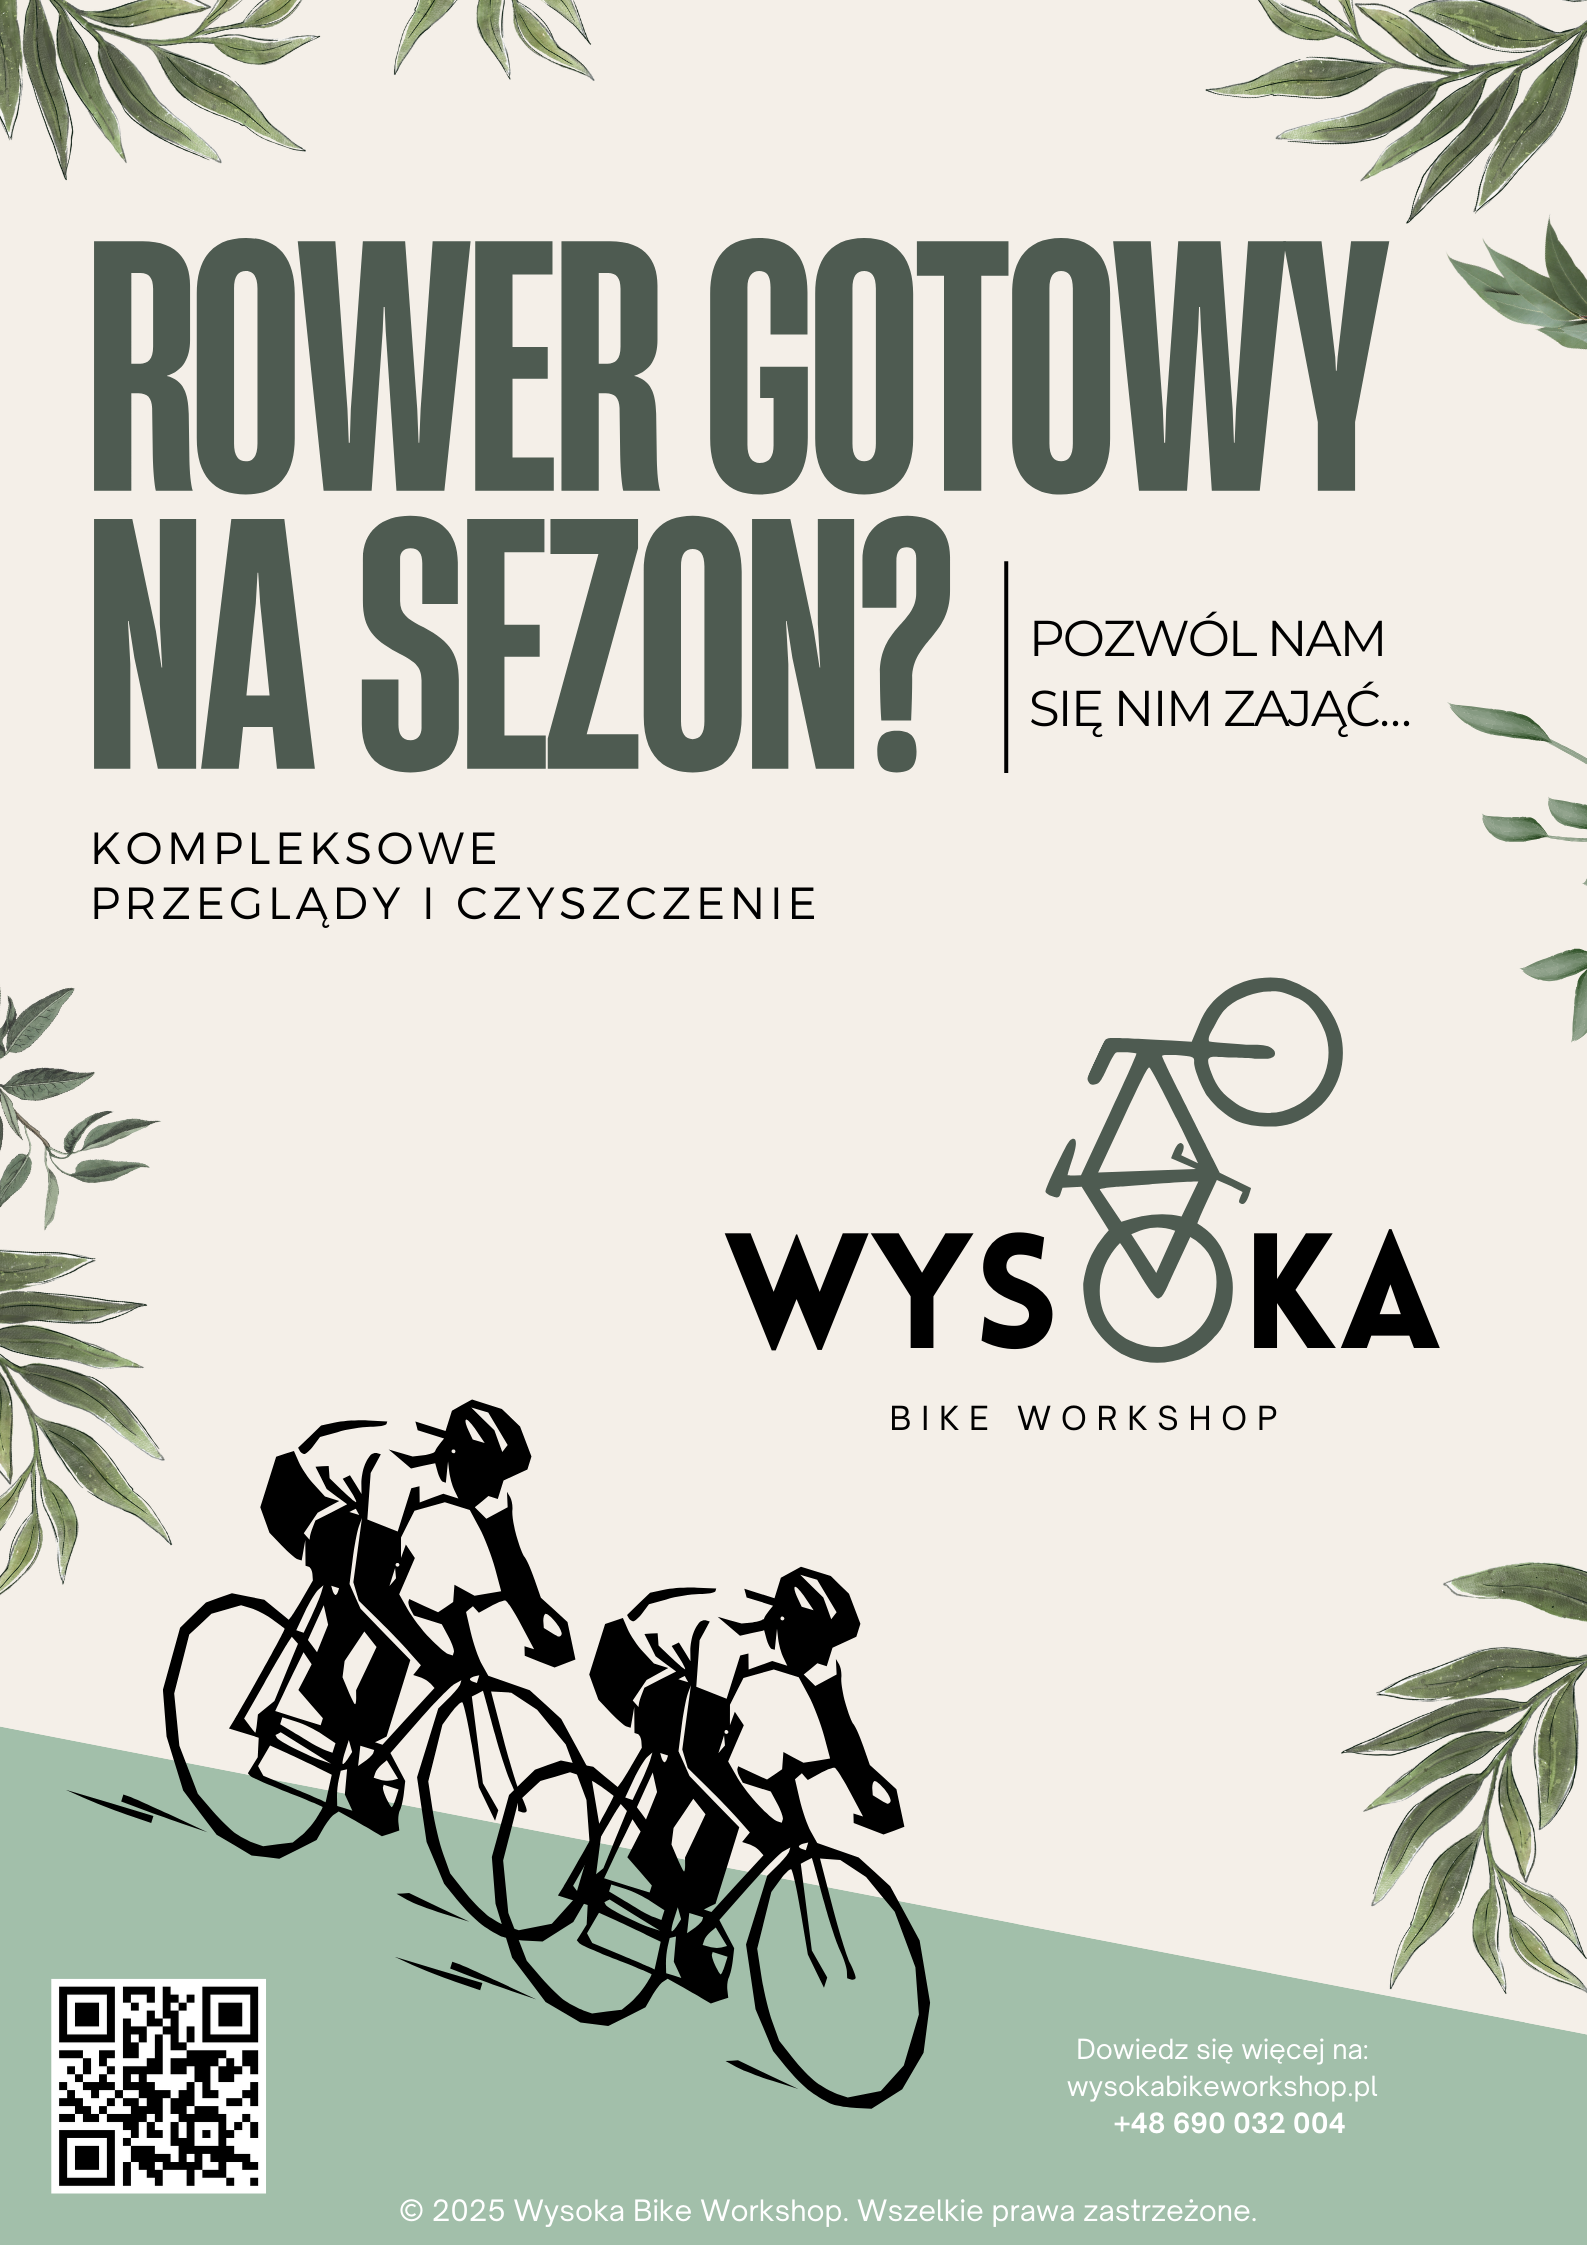 ROWER GOTOWY
NA SEZON?
POZWÓL NAM
SIĘ NIM ZAJĄĆ...
KOMPLEKSOWE
PRZEGLĄDY I CZYSZCZENIE
WYSOKA
BIKE WORKSHOP
Dowiedz się więcej na:
wysokabikeworkshop.pl
+48 690 032 004
© 2025 Wysoka Bike Workshop. Wszelkie prawa zastrzeżone.